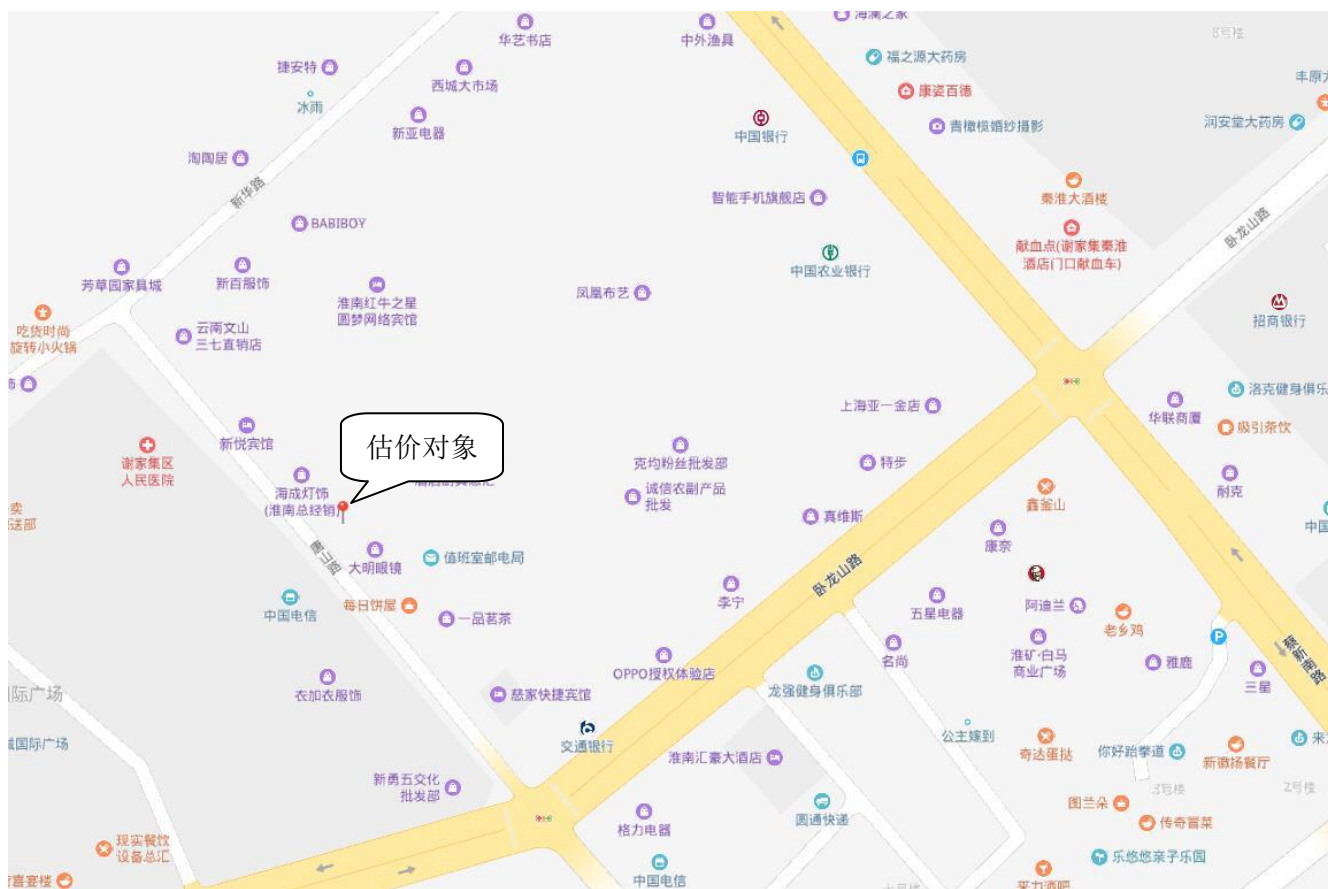 海澜之家
华艺书店
中外渔具
8号楼
福之源大药房
捷安特
西城大市场
冰雨
康姿百德
新亚电器
中国银行
青橄榄婚纱摄影
润安堂大药房
淘陶居
新华路
智能手机旗舰店
秦淮大酒楼
BABIBOY
卧龙山路
献血点(谢家集秦淮
酒店门口献血车)
芳草园家具城
新百服饰
中国农业银行
淮南红牛之星
圆梦网络宾馆
凤凰布艺
招商银行
吃货时尚
旋转小火锅
云南文山
三七直销店
洛克健身俱乐
上海亚一金店
华联商厦
吸引茶饮
新悦宾馆
估价对象
谢家集区
人民医院
克均粉丝批发部
特步
海成灯饰
(淮南总经销)
诚信农副产品
批发
耐克
鑫釜山
真维斯
康奈
唐山路
大明眼镜
值班室邮电局
卧龙山路
中国电信
每日饼屋
一品茗茶
李宁
五星电器
阿迪兰
老乡鸡
名尚
淮矿·白马
商业广场
雅鹿
蔡新南路
三星
OPPO授权体验店
龙强健身俱乐部
衣加衣服饰
慈家快捷宾馆
国际广场
城国际广场
交通银行
公主嫁到
淮南汇豪大酒店
奇达蛋挞
你好跆拳道
新徽扬餐厅
新勇五交化
批发部
3号楼
2号楼
图兰朵
格力电器
圆通快递
传奇冒菜
现实餐饮
设备总汇
乐悠悠亲子乐园
中国电信
喜宴楼